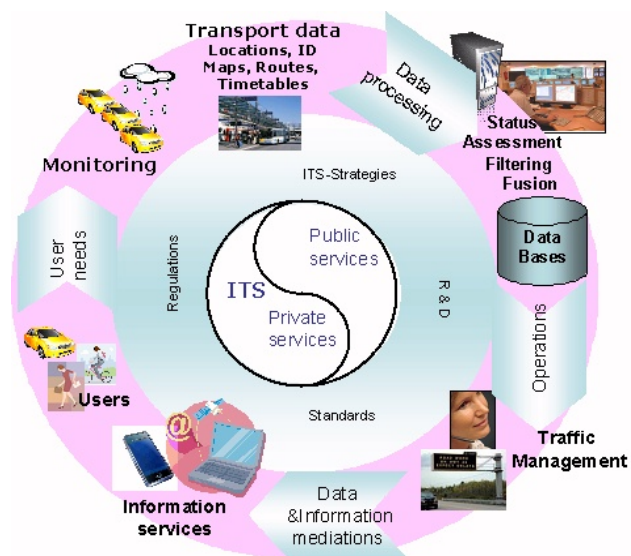 Transport data
Locations, ID
Maps, Routes,
Timetables
Data
processing
Status
Assessment
Filtering
Fusion
Data
Bases
Operations
Traffic
Management
Data
&Information
mediations
Information
services
@
Users
User
needs
Monitoring
ITS-Strategies
R & D
Standards
Regulations
Public
services
ITS
Private
services